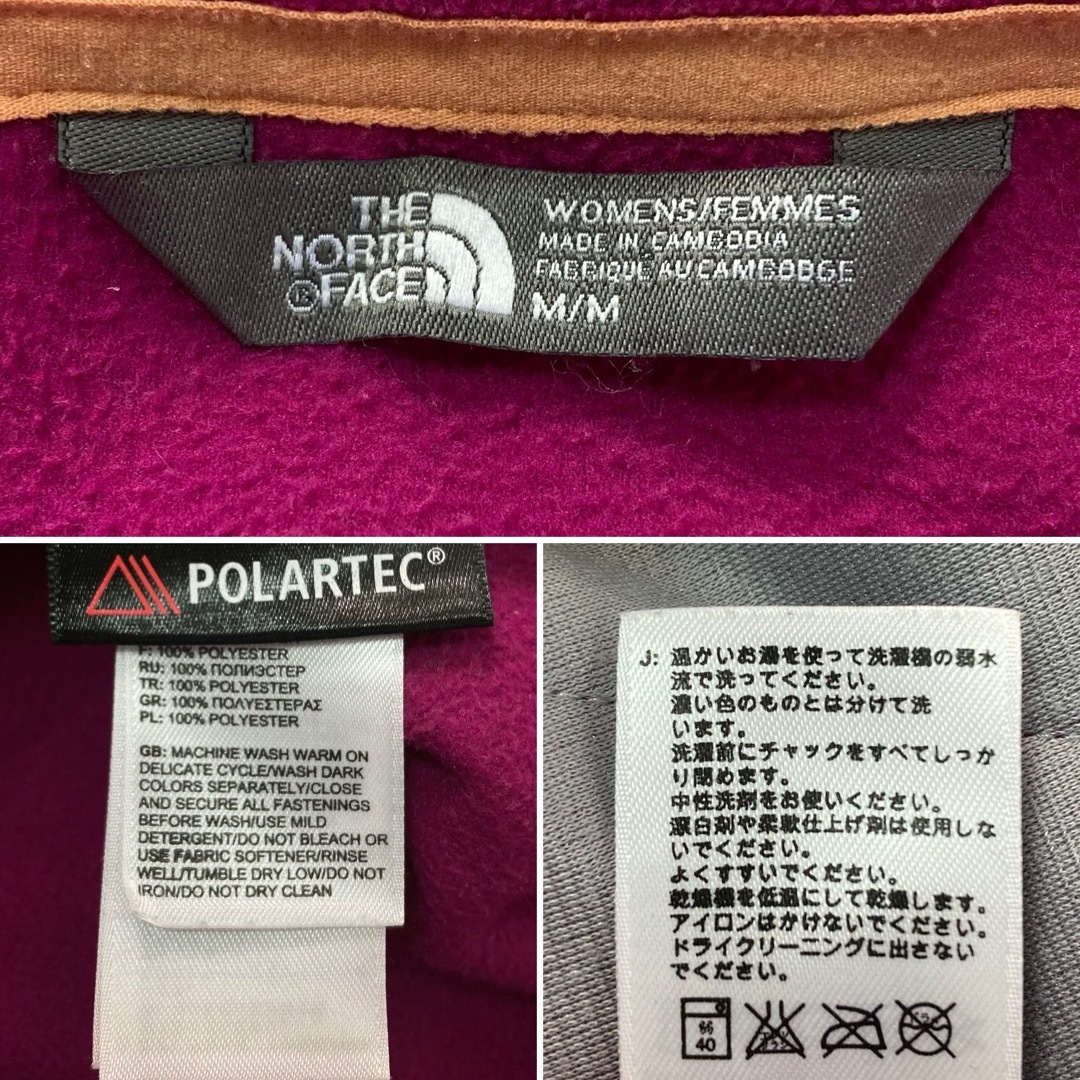 THE
NORTH
FACE®
WOMENS/FEMMES
MADE IN CAMBODIA
FABRIQUÉ AU CAMBODGE
M/M
POLARTEC®
F: 100% POLYESTER
RU: 100% ПОЛИЭСТЕР
TR: 100% POLYESTER
GR: 100% ΠΟΛΥΕΣΤΕΡΑΣ
PL: 100% POLYESTER
GB: MACHINE WASH WARM ON
DELICATE CYCLE/WASH DARK
COLORS SEPARATELY/CLOSE
AND SECURE ALL FASTENINGS
BEFORE WASH/USE MILD
DETERGENT/DO NOT BLEACH OR
USE FABRIC SOFTENER/RINSE
WELL/TUMBLE DRY LOW/DO NOT
IRON/DO NOT DRY CLEAN
J: 温かいお湯を使って洗濯機の弱水
流で洗ってください。
濃い色のものとは分けて洗
います。
洗濯前にチャックをすべてしっか
り閉めます。
中性洗剤をお使いください。
漂白剤や柔軟仕上げ剤は使用しな
いでください。
よくすすいでください。
乾燥機を低温にして乾燥します。
アイロンはかけないでください。
ドライクリーニングに出さない
でください。
弱
40